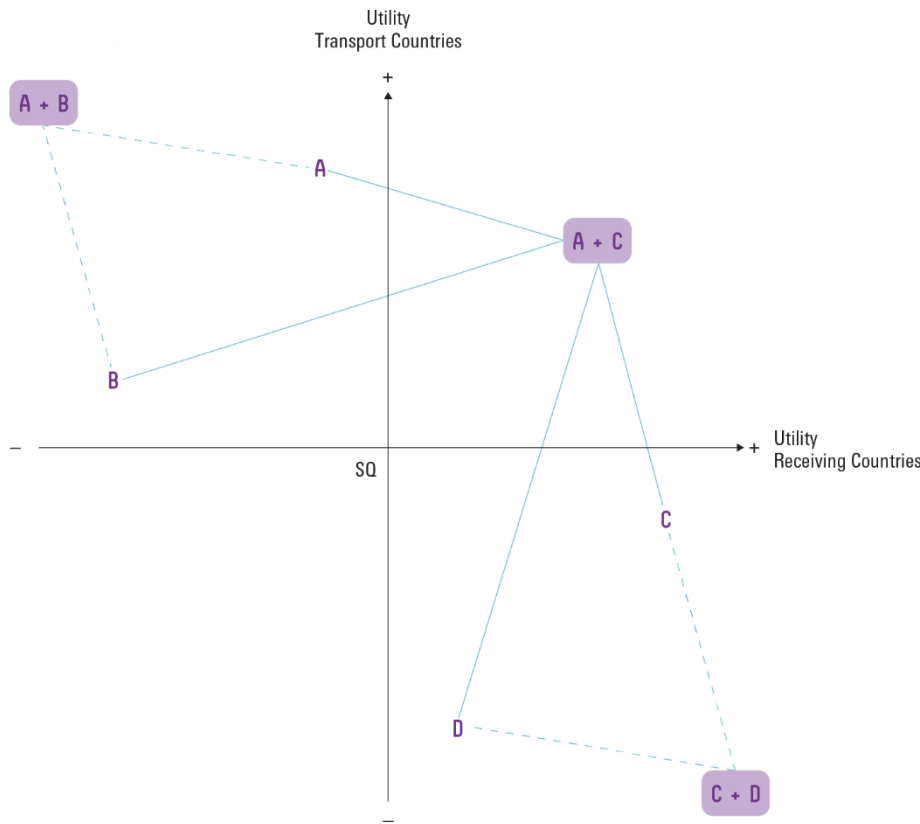 Utility
Transport Countries
+
A + B
A
A + C
B
–
+
Utility
Receiving Countries
SQ
C
D
C + D
–